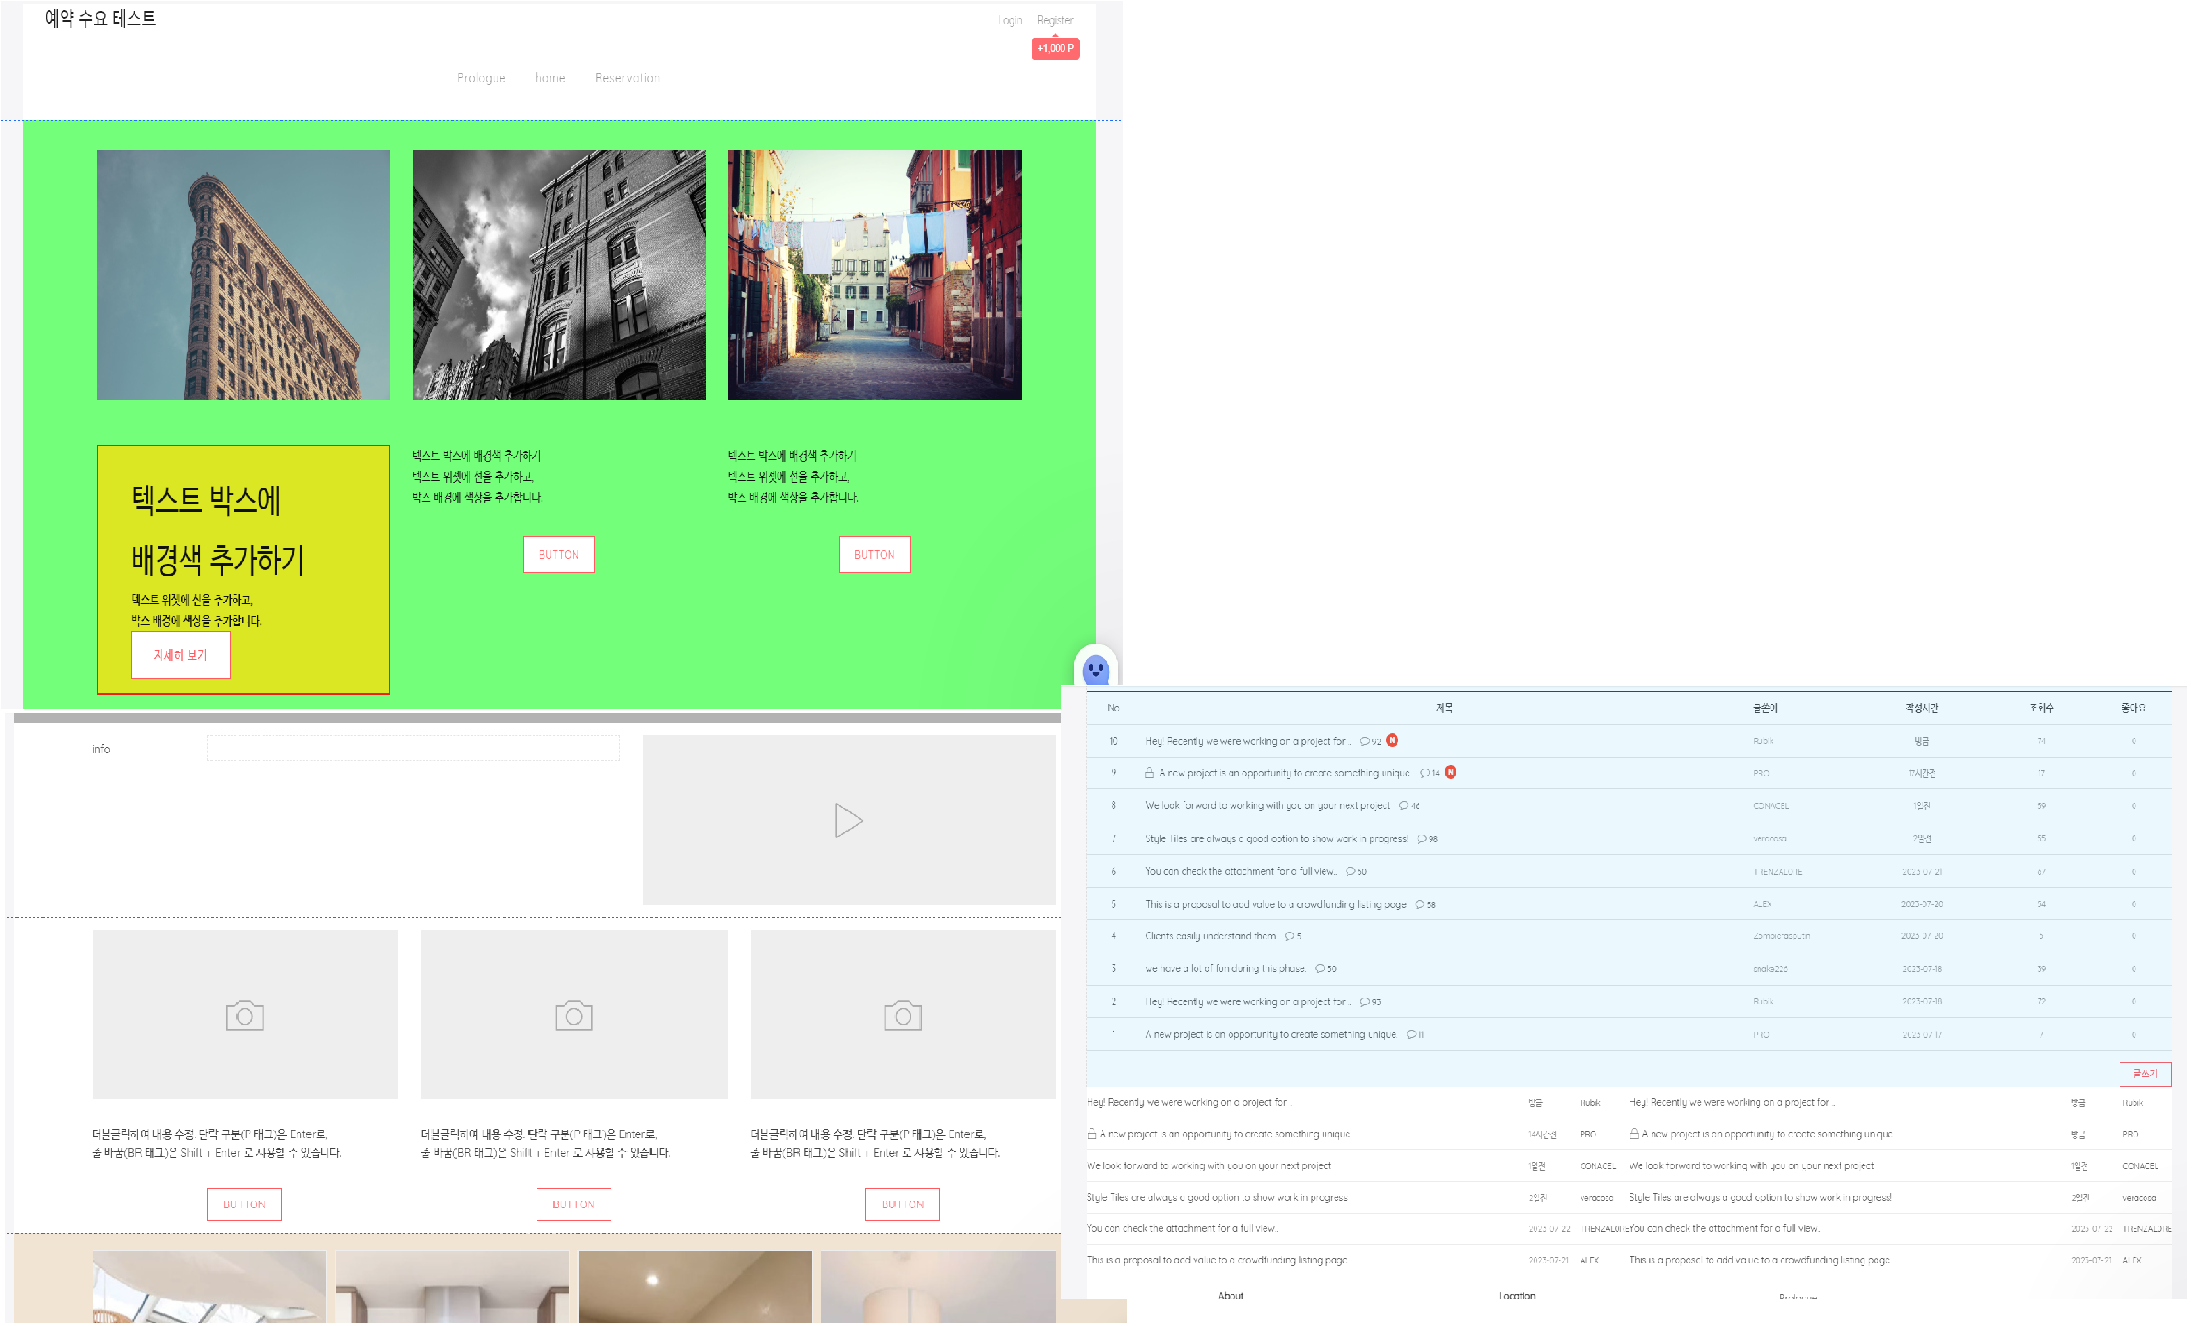 예약 수요 테스트
Login Register
+1,000 P
Prologue home Reservation
텍스트 박스에
배경색 추가하기
텍스트 위젯에 선을 추가하고,
박스 배경에 색상을 추가합니다.
자세히 보기
텍스트 박스에 배경색 추가하기
텍스트 위젯에 선을 추가하고,
박스 배경에 색상을 추가합니다.
BUTTON
텍스트 박스에 배경색 추가하기
텍스트 위젯에 선을 추가하고,
박스 배경에 색상을 추가합니다.
BUTTON
info
더블클릭하여 내용 수정. 단락 구분(P 태그)은 Enter로,
줄 바꿈(BR 태그)은 Shift + Enter 로 사용할 수 있습니다.
BUTTON
더블클릭하여 내용 수정. 단락 구분(P 태그)은 Enter로,
줄 바꿈(BR 태그)은 Shift + Enter 로 사용할 수 있습니다.
BUTTON
더블클릭하여 내용 수정. 단락 구분(P 태그)은 Enter로,
줄 바꿈(BR 태그)은 Shift + Enter 로 사용할 수 있습니다.
BUTTON
No 제목 글쓴이 작성시간 조회수 좋아요
10 Hey! Recently we were working on a project for... 92 N Rubik 방금 74 0
9 A new project is an opportunity to create something unique. 14 N PRO 17시간전 17 0
8 We look forward to working with you on your next project. 46 CONACEL 1일전 39 0
7 Style Tiles are always a good option to show work in progress! 98 veracosa 2일전 55 0
6 You can check the attachment for a full view.. 50 TRENZALORE 2023-07-21 67 0
5 This is a proposal to add value to a crowdfunding listing page. 58 ALEX 2023-07-20 54 0
4 Clients easily understand them. 5 2023-07-20 5 0
3 we have a lot of fun during this phase. 50 snake226 2023-07-18 39 0
2 Hey! Recently we were working on a project for... 93 Rubik 2023-07-18 72 0
1 A new project is an opportunity to create something unique. 11 PRO 2023-07-17 7 0
글쓰기
Hey! Recently we were working on a project for... 방금 Rubik
A new project is an opportunity to create something unique. 14시간전 PRO
We look forward to working with you on your next project. 1일전 CONACEL
Style Tiles are always a good option to show work in progress! 2일전 veracosa
You can check the attachment for a full view.. 2023-07-22 TRENZALORE
This is a proposal to add value to a crowdfunding listing page. 2023-07-21 ALEX
Hey! Recently we were working on a project for... 방금 Rubik
A new project is an opportunity to create something unique. 방금 PRO
We look forward to working with you on your next project. 1일전 CONACEL
Style Tiles are always a good option to show work in progress! 2일전 veracosa
You can check the attachment for a full view.. 2023-07-22 TRENZALORE
This is a proposal to add value to a crowdfunding listing page. 2023-07-21 ALEX
About Location Prologue